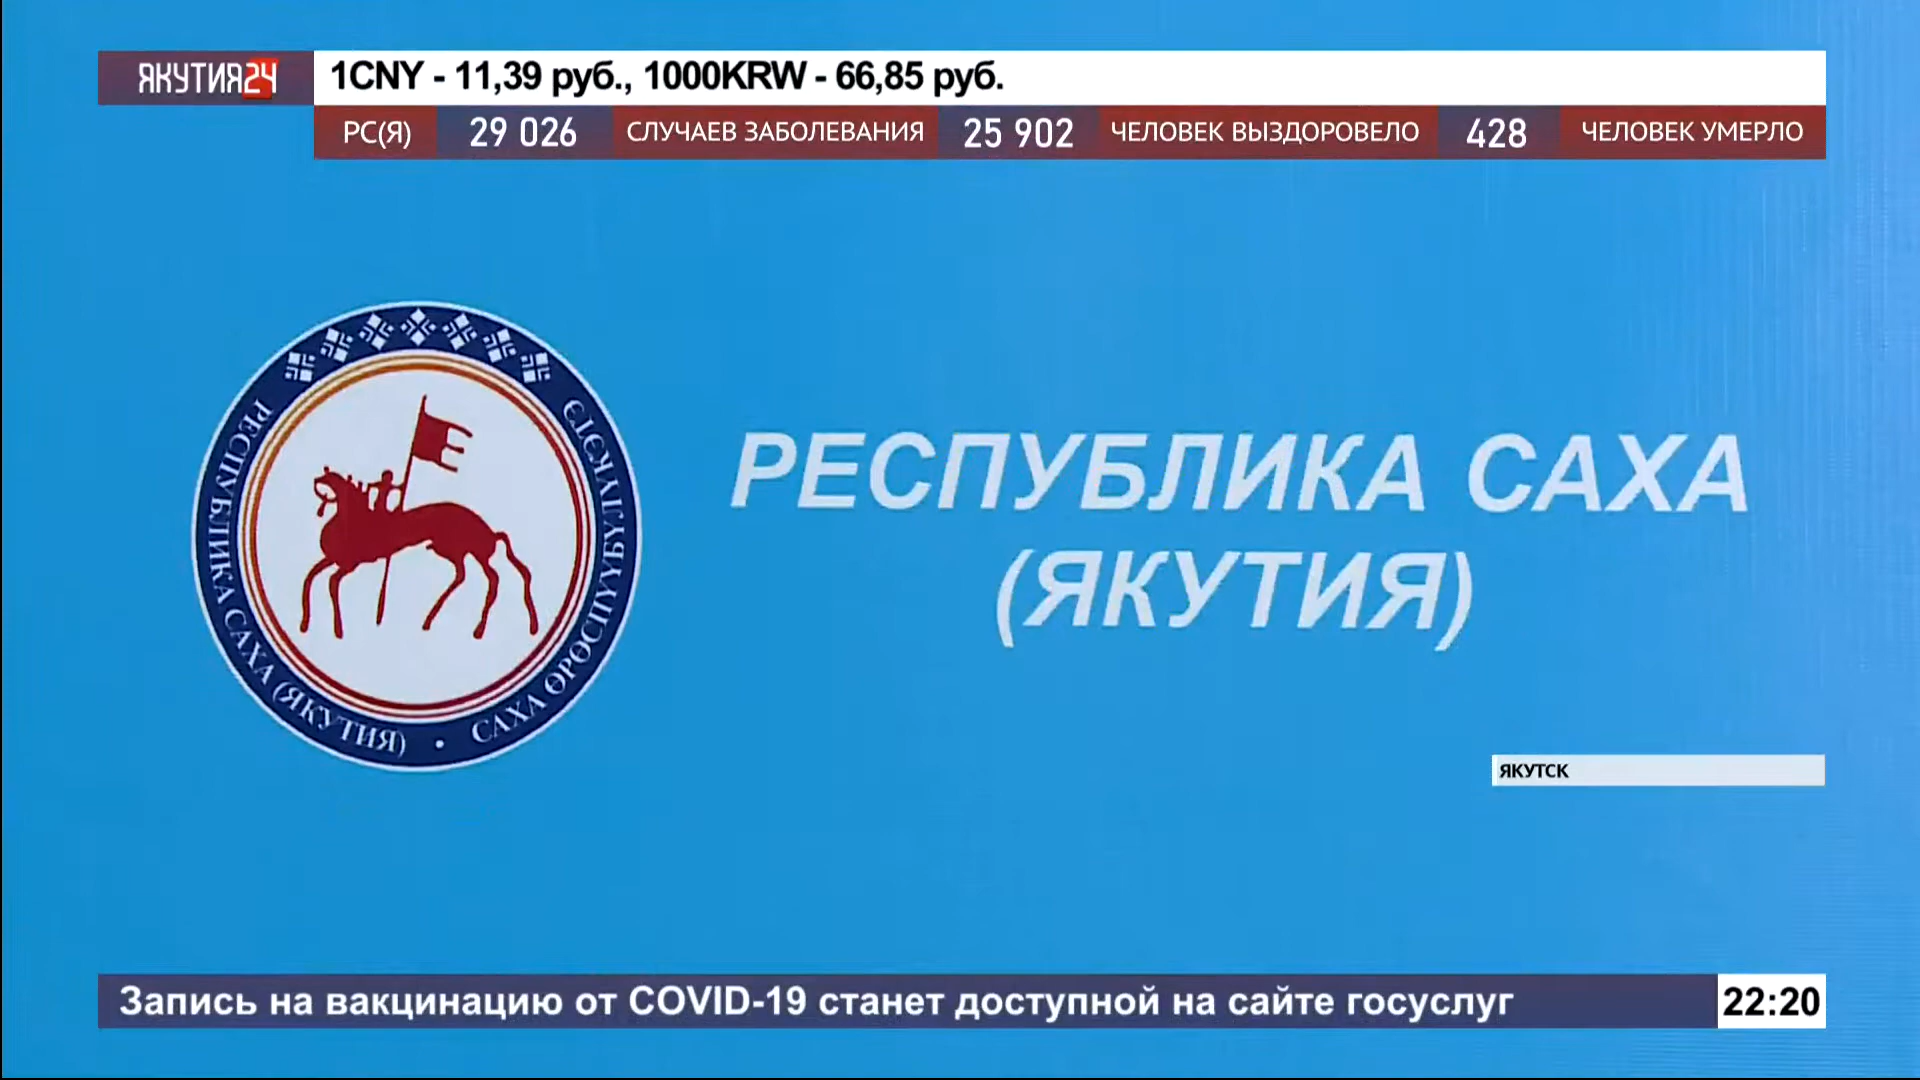 ЯКУТИЯ24
1CNY - 11,39 руб., 1000KRW - 66,85 руб.
РС(Я) 29 026 СЛУЧАЕВ ЗАБОЛЕВАНИЯ 25 902 ЧЕЛОВЕК ВЫЗДОРОВЕЛО 428 ЧЕЛОВЕК УМЕРЛО
РЕСПУБЛИКА САХА (ЯКУТИЯ) • САХА ӨРӨСПҮҮБҮЛҮКЭТЭ
РЕСПУБЛИКА САХА
(ЯКУТИЯ)
ЯКУТСК
Запись на вакцинацию от COVID-19 станет доступной на сайте госуслуг
22:20